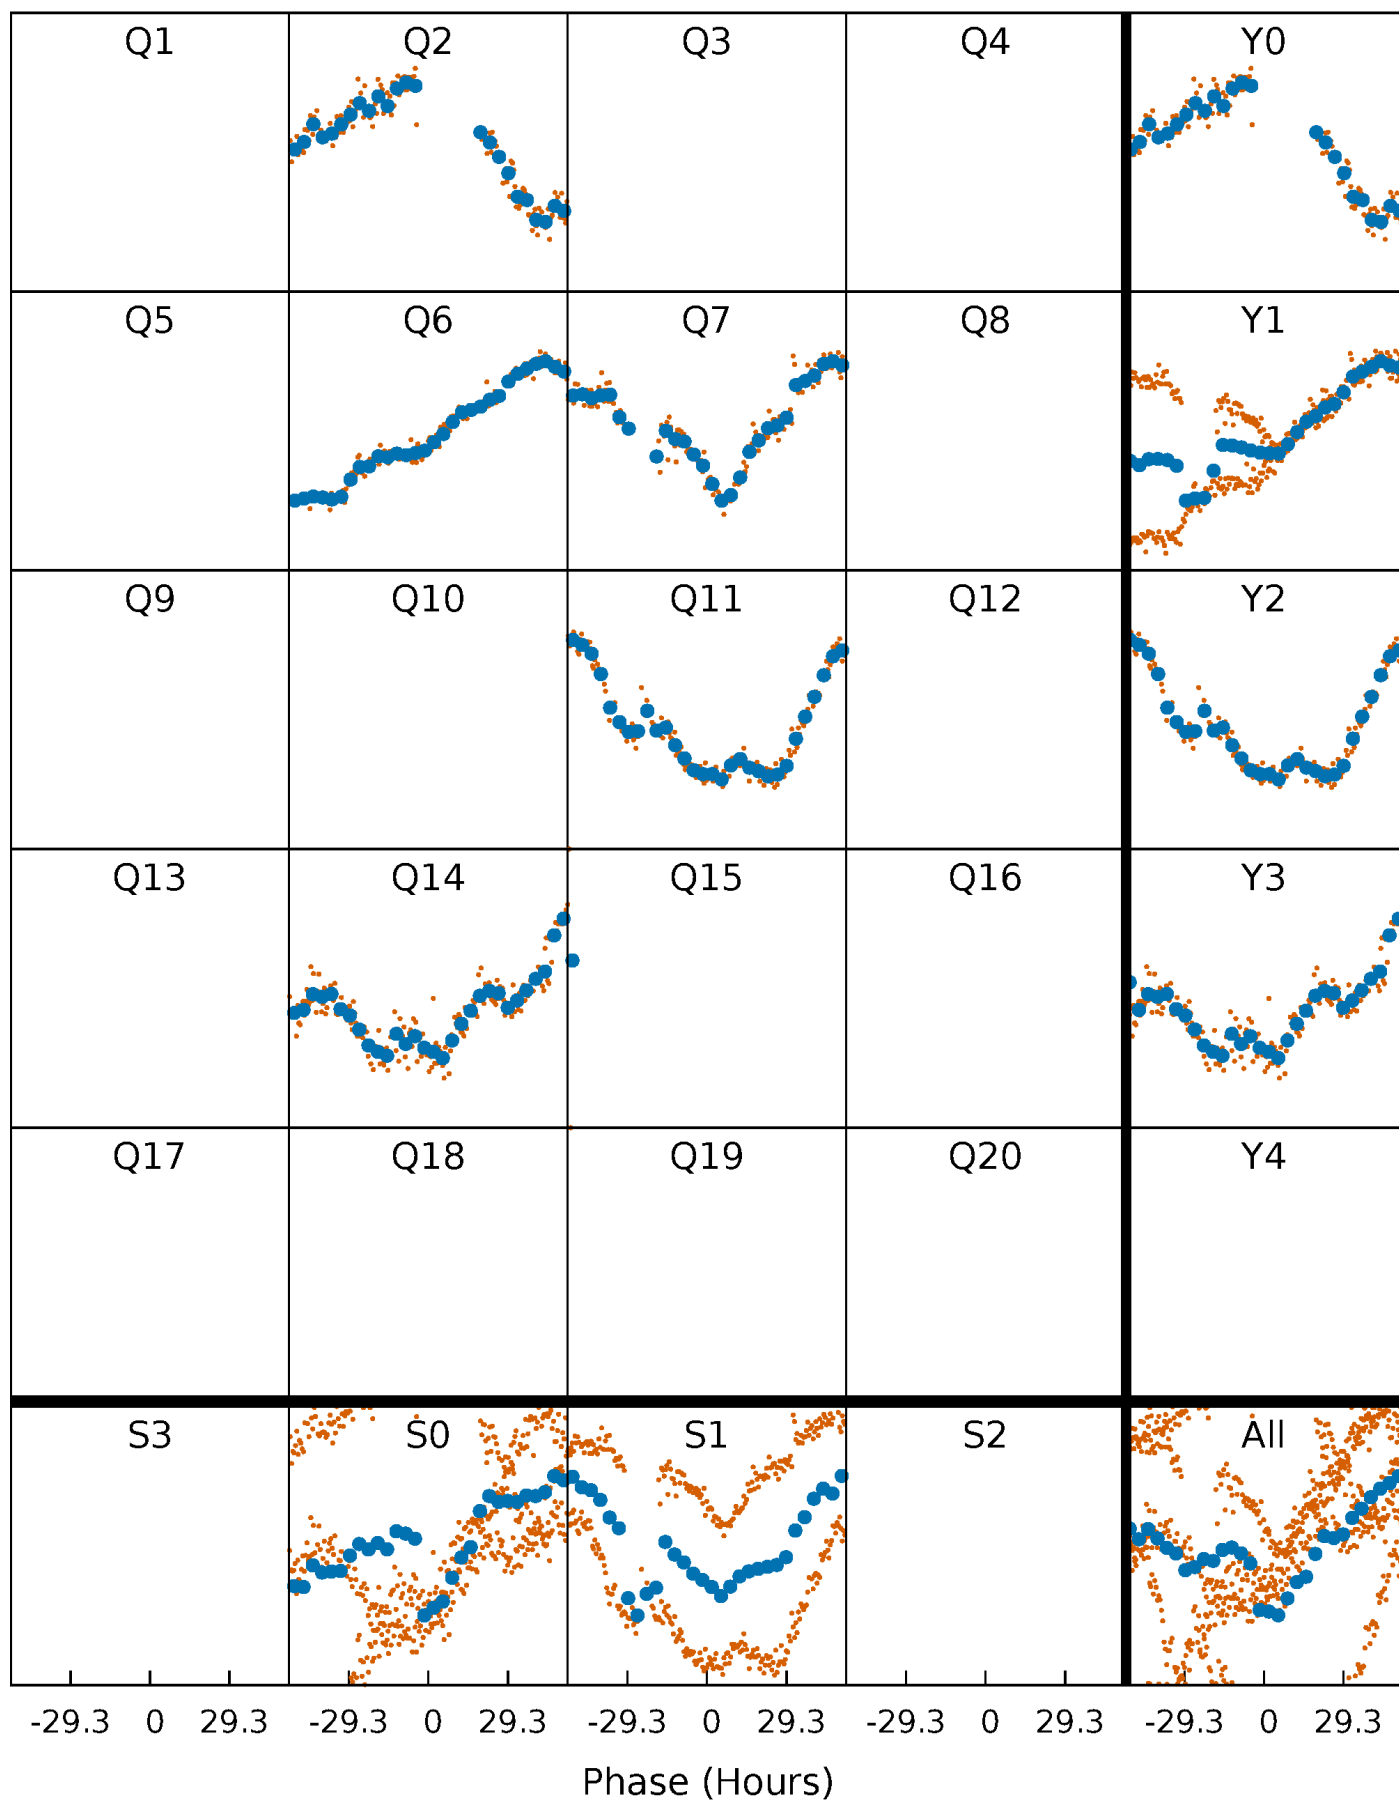 Q1 Q2 Q3 Q4 Y0
Q5 Q6 Q7 Q8 Y1
Q9 Q10 Q11 Q12 Y2
Q13 Q14 Q15 Q16 Y3
Q17 Q18 Q19 Q20 Y4
S3 S0 S1 S2 All
-29.3 0 29.3 -29.3 0 29.3 -29.3 0 29.3 -29.3 0 29.3 -29.3 0 29.3
Phase (Hours)